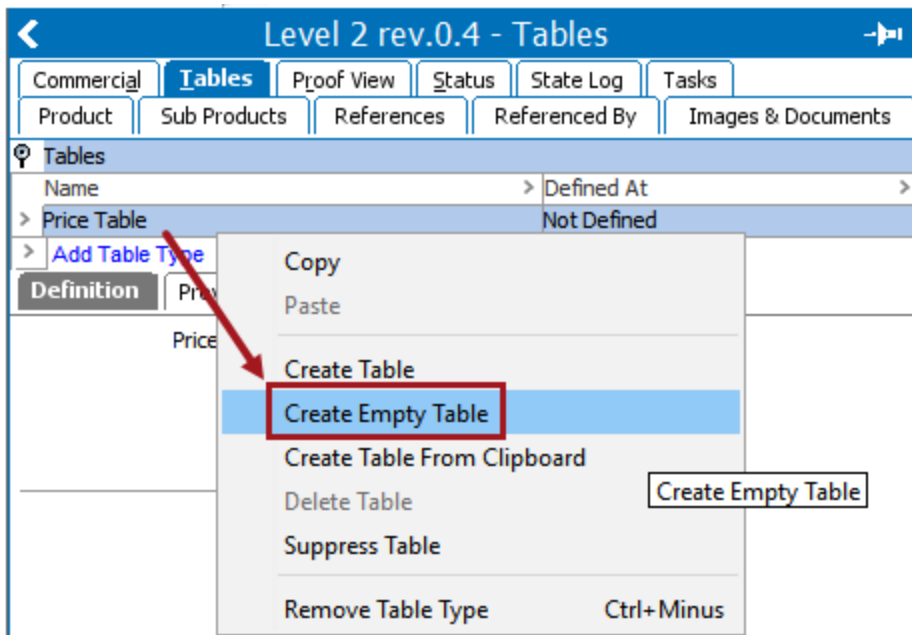 Level 2 rev.0.4 - Tables
Commercial Tables Proof View Status State Log Tasks
Product Sub Products References Referenced By Images & Documents
Tables
Name > Defined At >
> Price Table Not Defined
> Add Table Type
Definition
Price
Copy
Paste
Create Table
Create Empty Table
Create Table From Clipboard
Create Empty Table
Delete Table
Suppress Table
Remove Table Type Ctrl+Minus